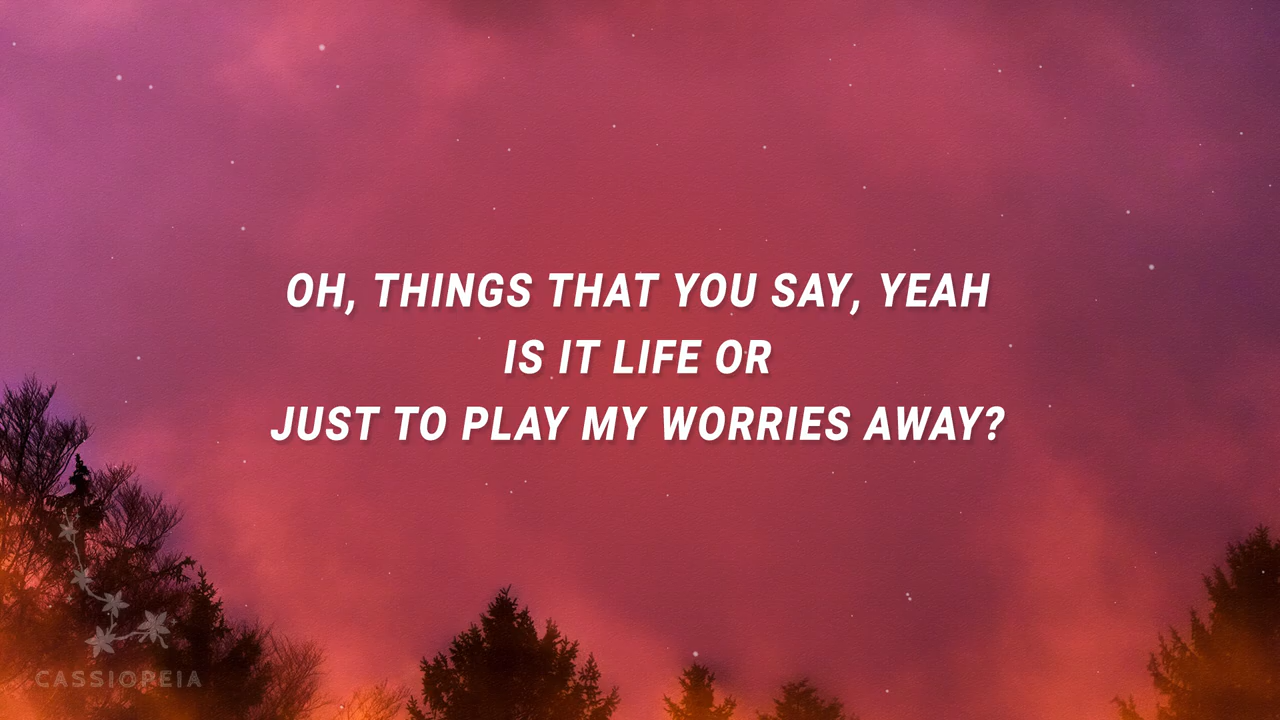 OH, THINGS THAT YOU SAY, YEAH
IS IT LIFE OR
JUST TO PLAY MY WORRIES AWAY?
CASSIOPEIA